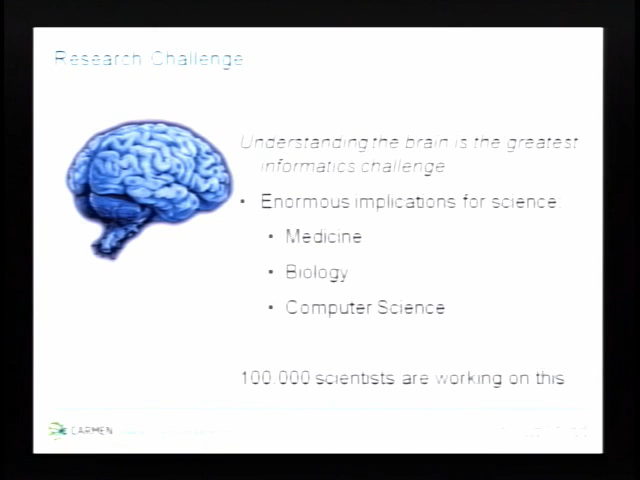 Research Challenge
Understanding the brain is the greatest
informatics challenge
• Enormous implications for science:
• Medicine
• Biology
• Computer Science
100.000 scientists are working on this
CARMEN